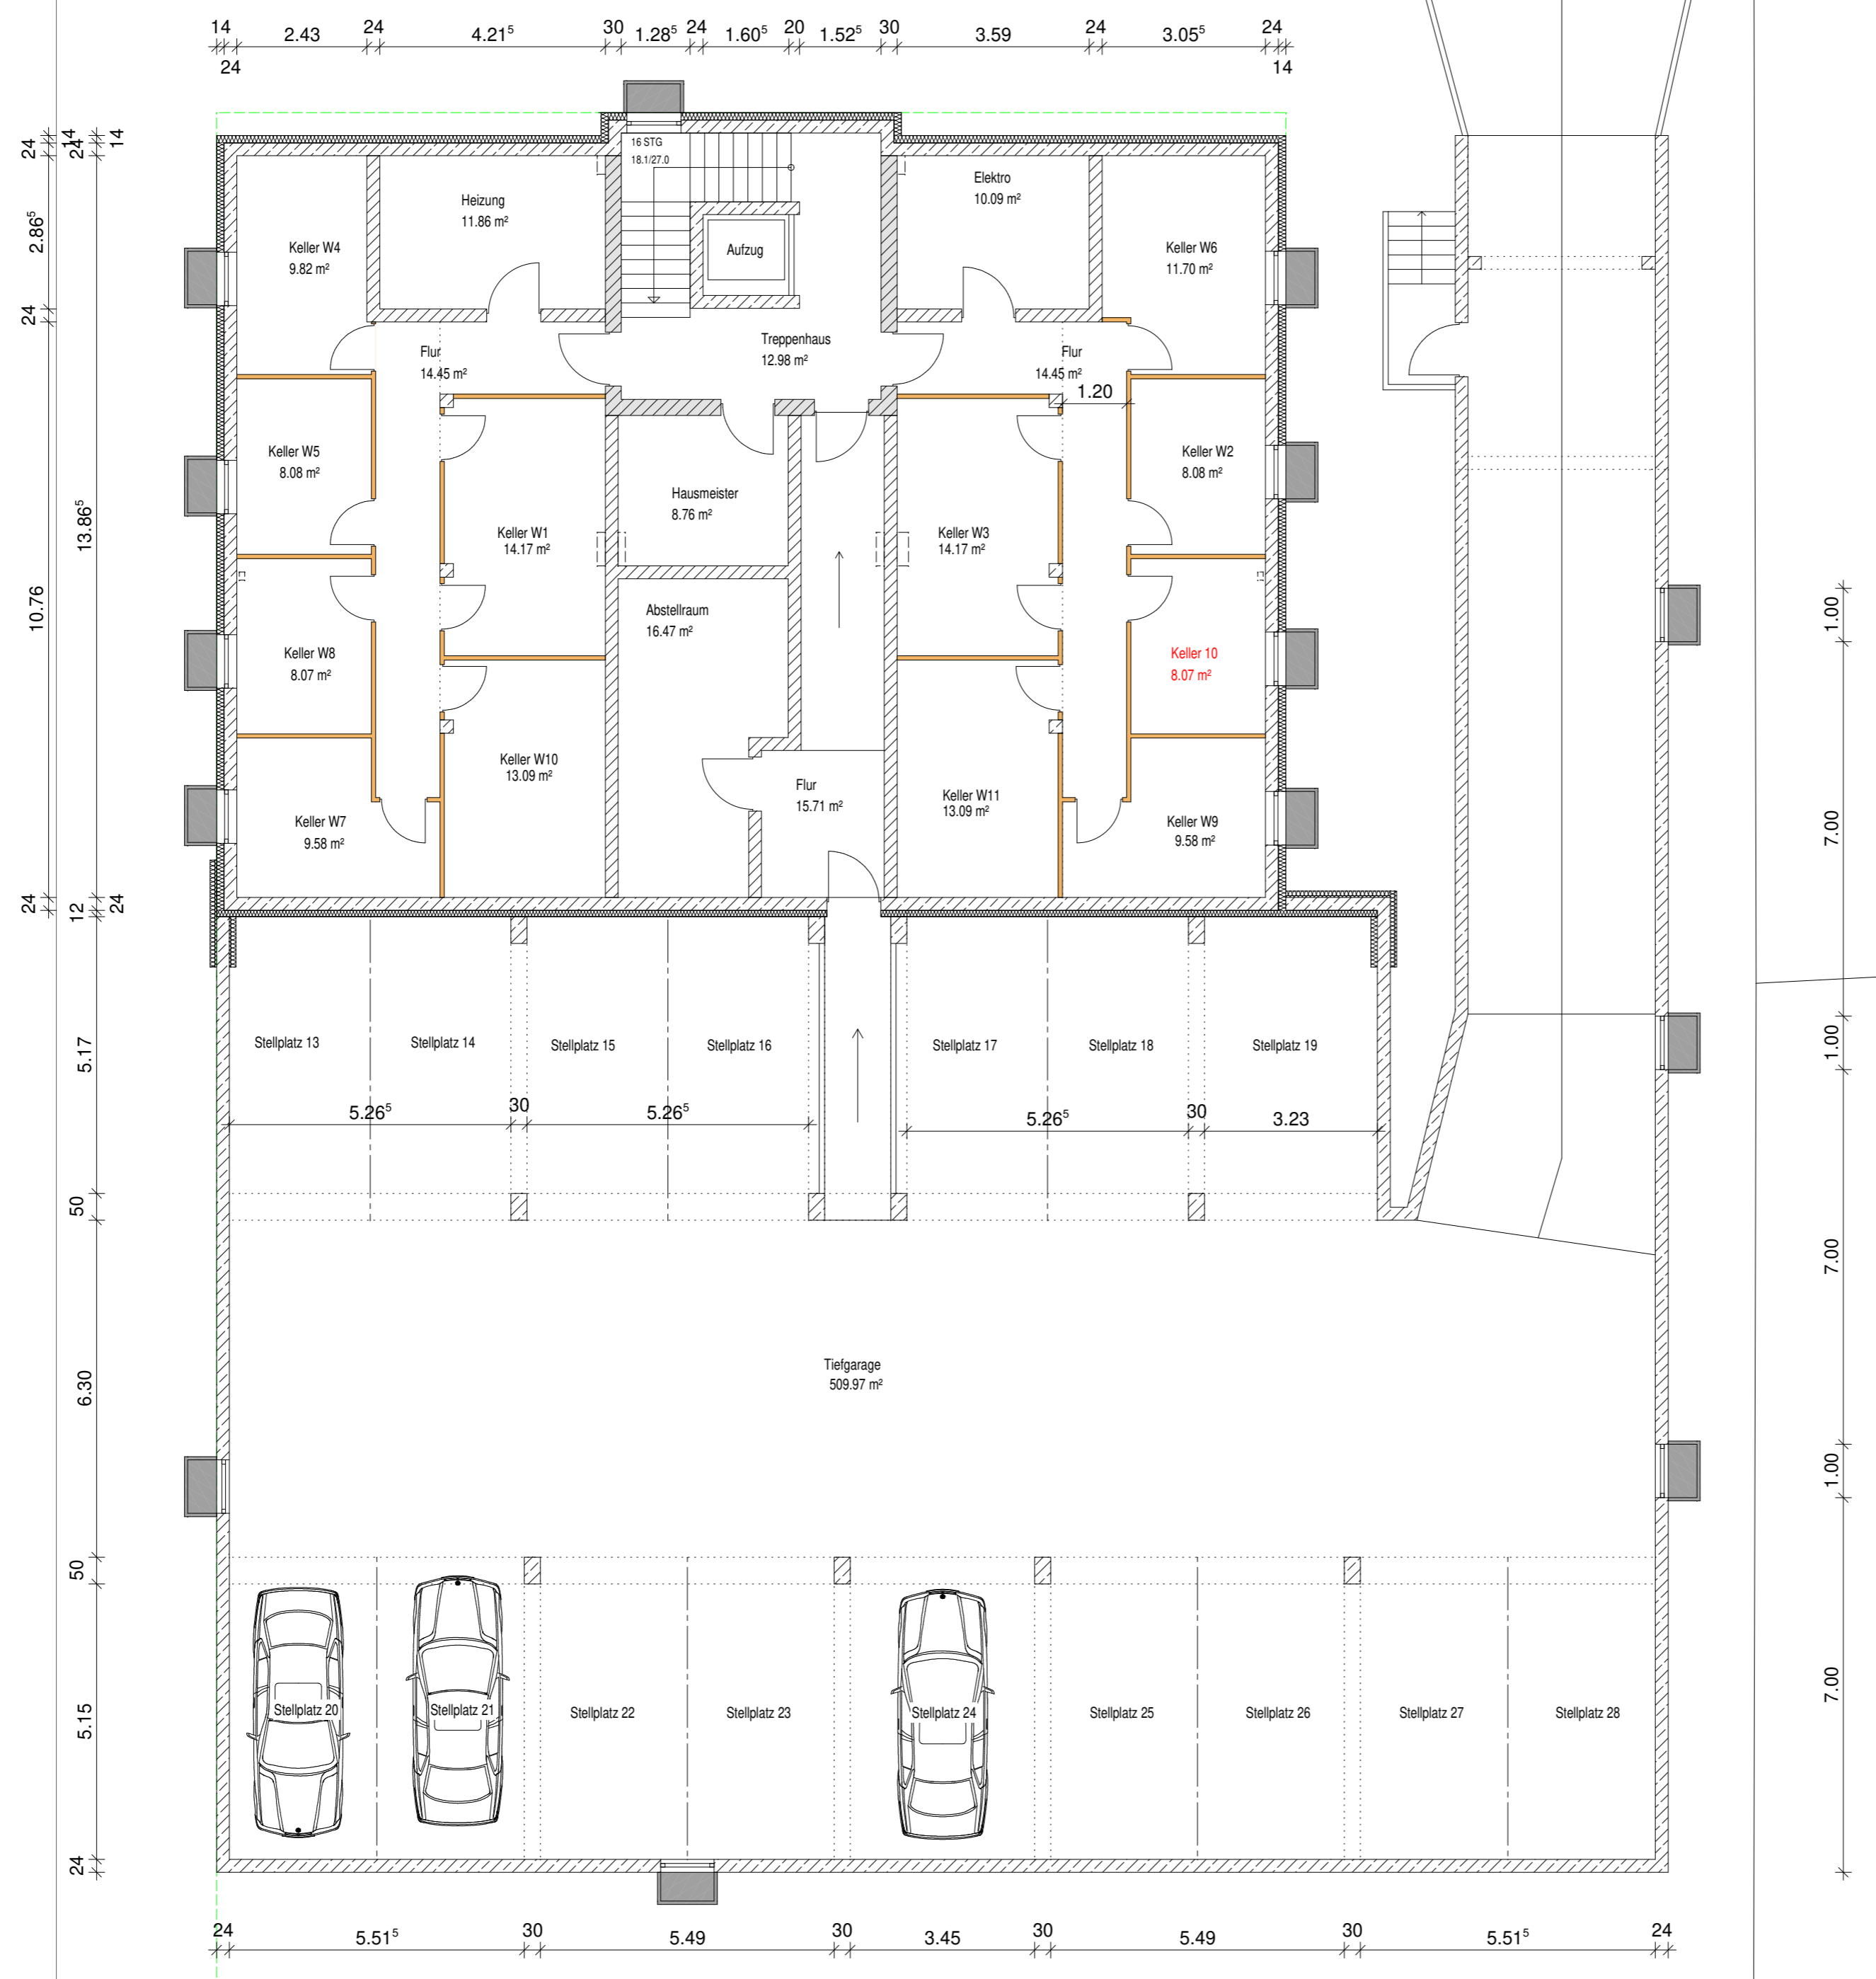 14 2.43 24 4.21⁵ 30 1.28⁵ 24 1.60⁵ 20 1.52⁵ 30 3.59 24 3.05⁵ 24
24 14
24 14 24 14
2.86⁵
24
13.86⁵
10.76
24 12 24
5.17
50
6.30
50
5.15
24
16 STG
18.1/27.0
Heizung
11.86 m²
Elektro
10.09 m²
Keller W4
9.82 m²
Aufzug
Keller W6
11.70 m²
Flur
14.45 m²
Treppenhaus
12.98 m²
Flur
14.45 m²
1.20
Keller W5
8.08 m²
Keller W2
8.08 m²
Hausmeister
8.76 m²
Keller W1
14.17 m²
Keller W3
14.17 m²
Abstellraum
16.47 m²
Keller W8
8.07 m²
Keller 10
8.07 m²
Keller W10
13.09 m²
Flur
15.71 m²
Keller W11
13.09 m²
Keller W7
9.58 m²
Keller W9
9.58 m²
Stellplatz 13
Stellplatz 14
Stellplatz 15
Stellplatz 16
Stellplatz 17
Stellplatz 18
Stellplatz 19
5.26⁵ 30 5.26⁵ 5.26⁵ 30 3.23
Tiefgarage
509.97 m²
Stellplatz 20
Stellplatz 21
Stellplatz 22
Stellplatz 23
Stellplatz 24
Stellplatz 25
Stellplatz 26
Stellplatz 27
Stellplatz 28
1.00
7.00
1.00
7.00
1.00
7.00
24 5.51⁵ 30 5.49 30 3.45 30 5.49 30 5.51⁵ 24